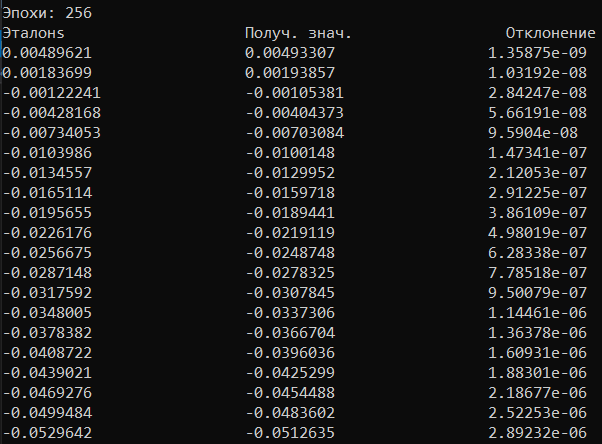 Эпохи: 256
Эталонs Получ. знач. Отклонение
0.00489621 0.00493307 1.35875e-09
0.00183699 0.00193857 1.03192e-08
-0.00122241 -0.00105381 2.84247e-08
-0.00428168 -0.00404373 5.66191e-08
-0.00734053 -0.00703084 9.5904e-08
-0.0103986 -0.0100148 1.47341e-07
-0.0134557 -0.0129952 2.12053e-07
-0.0165114 -0.0159718 2.91225e-07
-0.0195655 -0.0189441 3.86109e-07
-0.0226176 -0.0219119 4.98019e-07
-0.0256675 -0.0248748 6.28338e-07
-0.0287148 -0.0278325 7.78518e-07
-0.0317592 -0.0307845 9.50079e-07
-0.0348005 -0.0337306 1.14461e-06
-0.0378382 -0.0366704 1.36378e-06
-0.0408722 -0.0396036 1.60931e-06
-0.0439021 -0.0425299 1.88301e-06
-0.0469276 -0.0454488 2.18677e-06
-0.0499484 -0.0483602 2.52253e-06
-0.0529642 -0.0512635 2.89232e-06